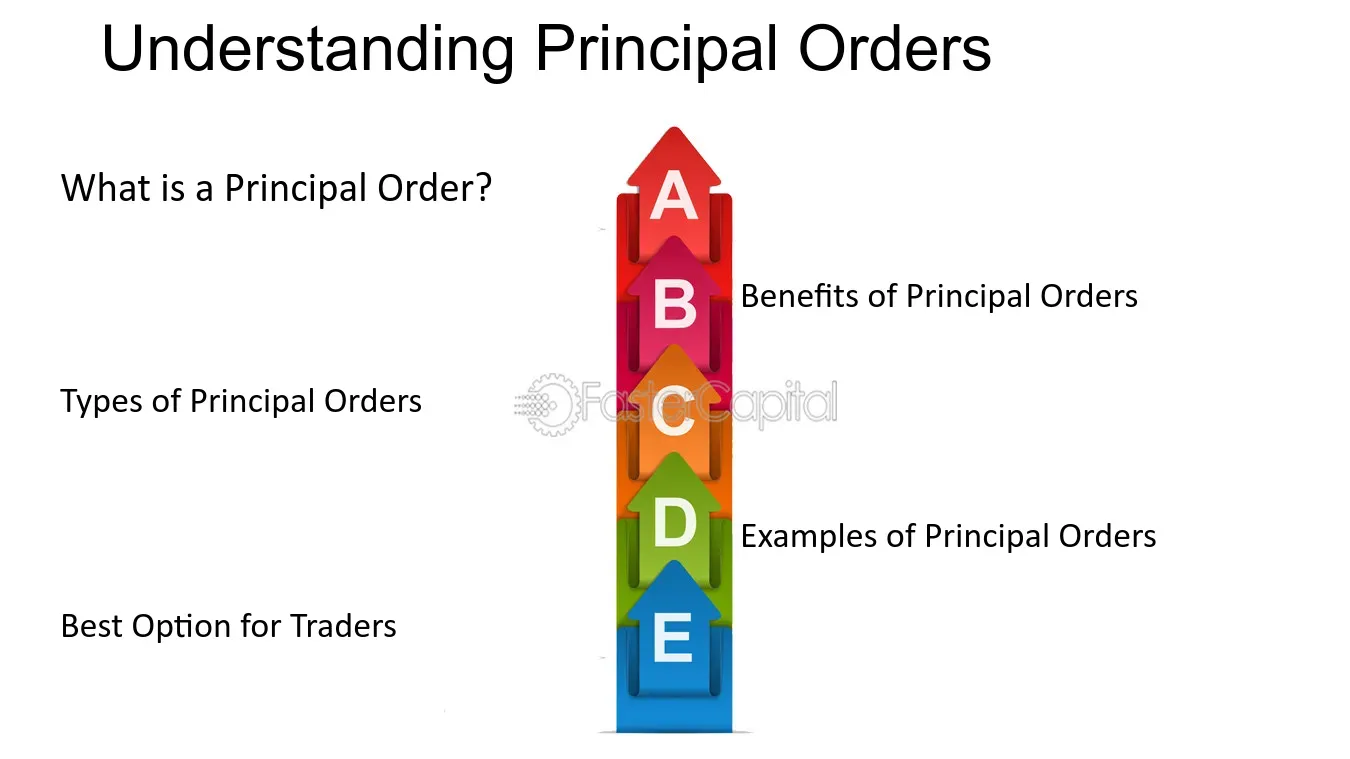 Understanding Principal Orders
What is a Principal Order?
A
B
Benefits of Principal Orders
Types of Principal Orders
C
FasterCapital
D
Examples of Principal Orders
Best Option for Traders
E